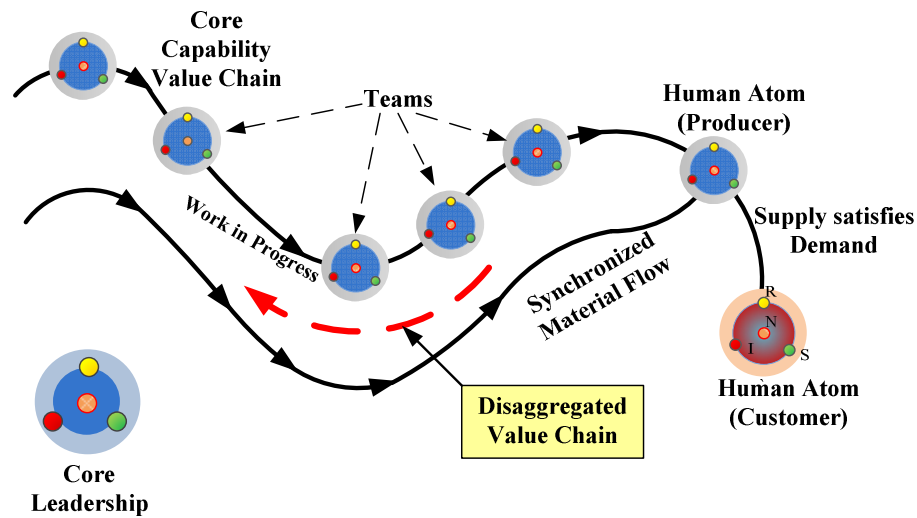 Core
Capability
Value Chain
Teams
Human Atom
(Producer)
Work in Progress
Supply satisfies
Demand
Synchronized
Material Flow
R
N
I
S
Human Atom
(Customer)
Disaggregated
Value Chain
Core
Leadership